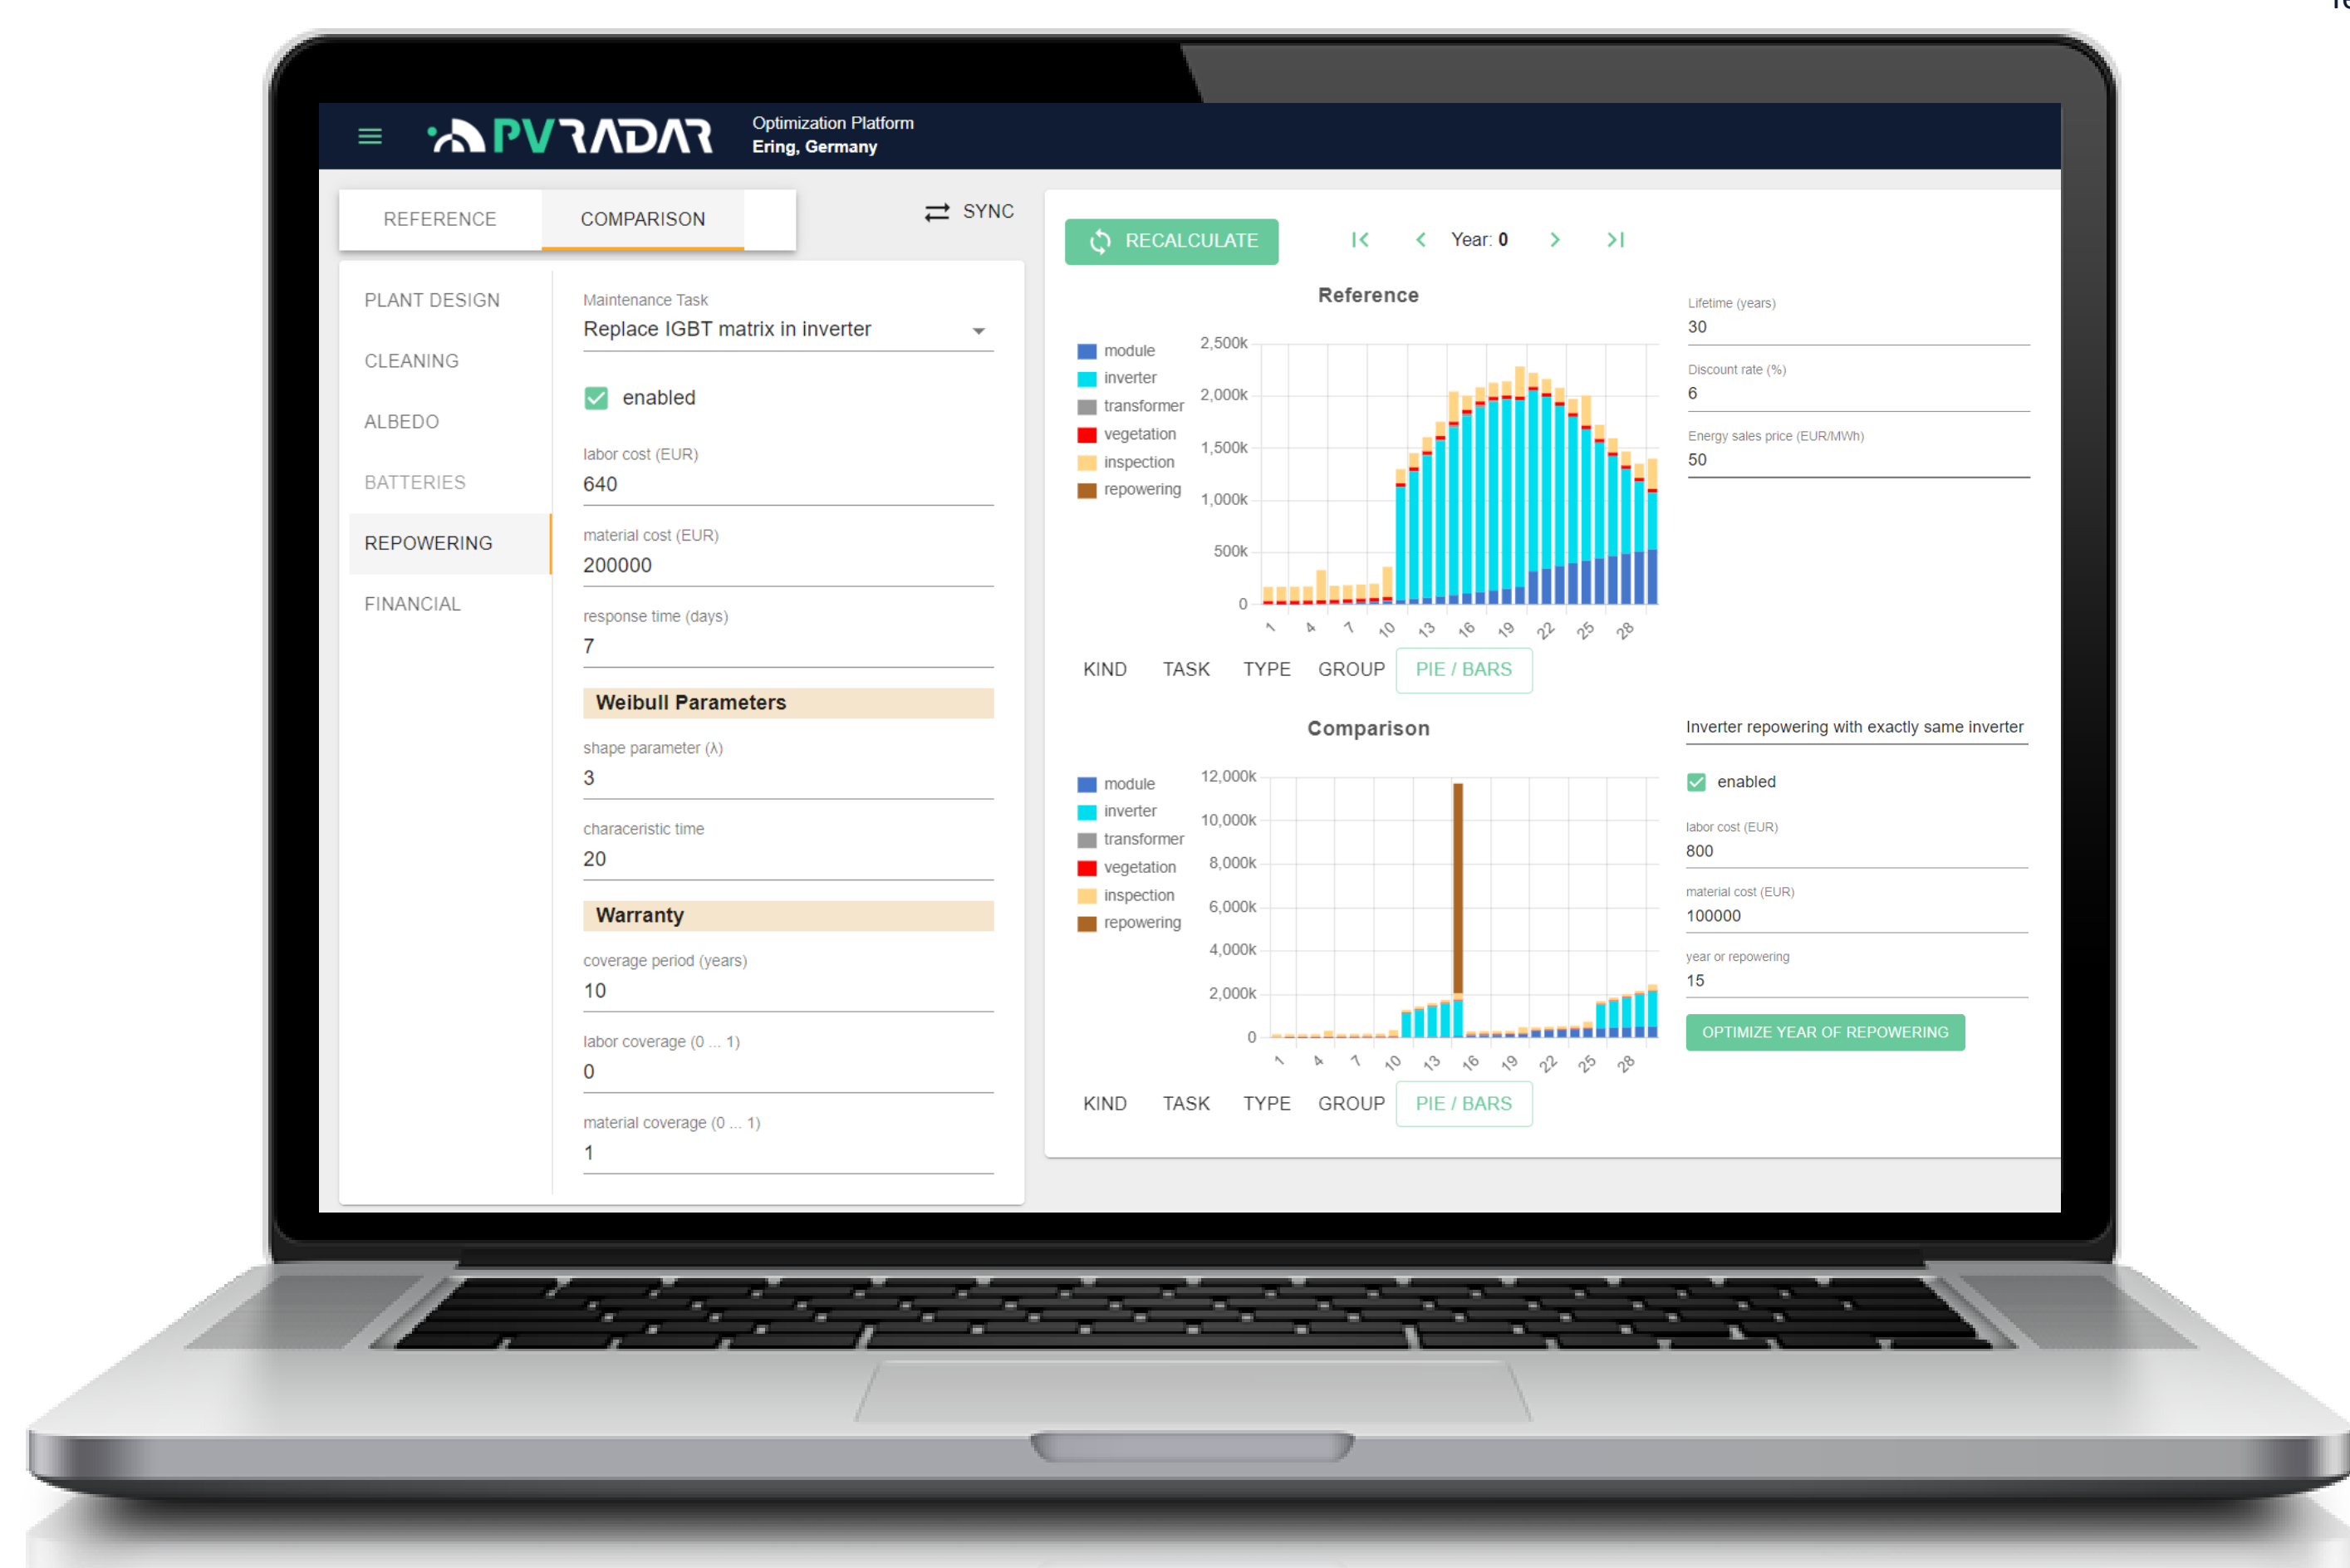 PVRADAR
Optimization Platform
Ering, Germany
REFERENCE
COMPARISON
SYNC
PLANT DESIGN
CLEANING
ALBEDO
BATTERIES
REPOWERING
FINANCIAL
Maintenance Task
Replace IGBT matrix in inverter
enabled
labor cost (EUR)
640
material cost (EUR)
200000
response time (days)
7
Weibull Parameters
shape parameter (λ)
3
characeristic time
20
Warranty
coverage period (years)
10
labor coverage (0 ... 1)
0
material coverage (0 ... 1)
1
RECALCULATE
Year: 0
Reference
module
inverter
transformer
vegetation
inspection
repowering
2,500k
2,000k
1,500k
1,000k
500k
0
1 4 7 10 13 16 19 22 25 28
KIND TASK TYPE GROUP PIE / BARS
Lifetime (years)
30
Discount rate (%)
6
Energy sales price (EUR/MWh)
50
Comparison
module
inverter
transformer
vegetation
inspection
repowering
12,000k
10,000k
8,000k
6,000k
4,000k
2,000k
0
1 4 7 10 13 16 19 22 25 28
KIND TASK TYPE GROUP PIE / BARS
Inverter repowering with exactly same inverter
enabled
labor cost (EUR)
800
material cost (EUR)
100000
year or repowering
15
OPTIMIZE YEAR OF REPOWERING